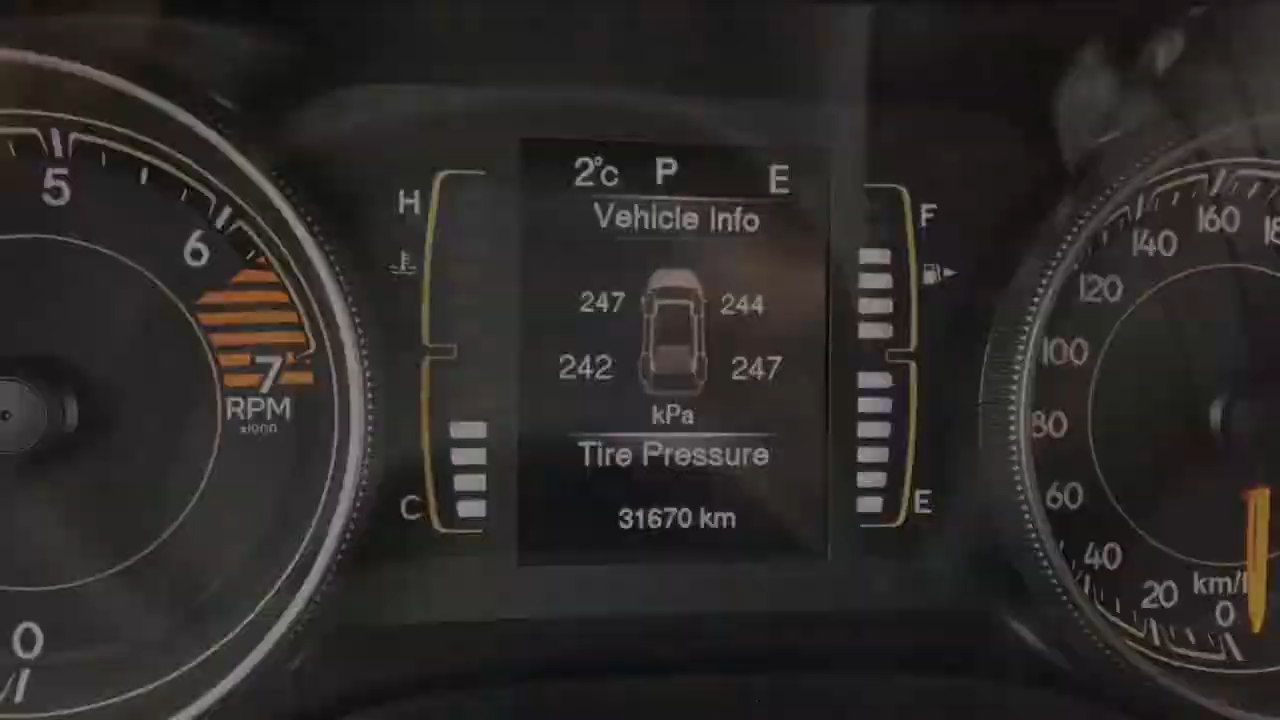 2°C P E
Vehicle Info
247 244
242 247
kPa
Tire Pressure
31670 km
H
C
F
E
5
6
7
RPM
x1000
0
160
140
120
100
80
60
40
20
0